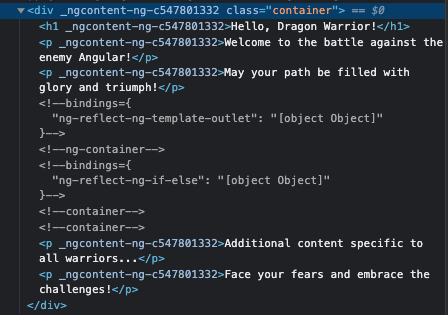 <div _ngcontent-ng-c547801332 class="container"> == $0
<h1 _ngcontent-ng-c547801332>Hello, Dragon Warrior!</h1>
<p _ngcontent-ng-c547801332>Welcome to the battle against the
enemy Angular!</p>
<p _ngcontent-ng-c547801332>May your path be filled with
glory and triumph!</p>
<!--bindings={
"ng-reflect-ng-template-outlet": "[object Object]"
}-->
<!--ng-container-->
<!--bindings={
"ng-reflect-ng-if-else": "[object Object]"
}-->
<!--container-->
<!--container-->
<p _ngcontent-ng-c547801332>Additional content specific to
all warriors...</p>
<p _ngcontent-ng-c547801332>Face your fears and embrace the
challenges!</p>
</div>